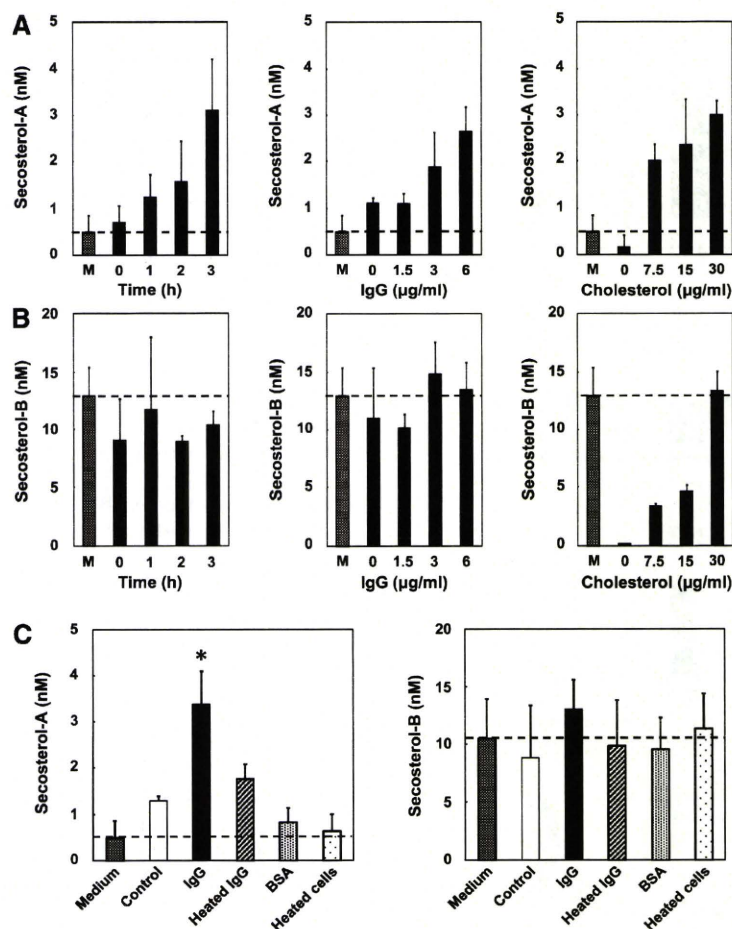 A
Secosterol-A (nM)
5
4
3
2
1
0
M 0 1 2 3
Time (h)
Secosterol-A (nM)
5
4
3
2
1
0
M 0 1.5 3 6
IgG (µg/ml)
Secosterol-A (nM)
5
4
3
2
1
0
M 0 7.5 15 30
Cholesterol (µg/ml)
B
Secosterol-B (nM)
20
15
10
5
0
M 0 1 2 3
Time (h)
Secosterol-B (nM)
20
15
10
5
0
M 0 1.5 3 6
IgG (µg/ml)
Secosterol-B (nM)
20
15
10
5
0
M 0 7.5 15 30
Cholesterol (µg/ml)
C
Secosterol-A (nM)
5
4
3
2
1
0
*
Medium
Control
IgG
Heated IgG
BSA
Heated cells
Secosterol-B (nM)
20
15
10
5
0
Medium
Control
IgG
Heated IgG
BSA
Heated cells